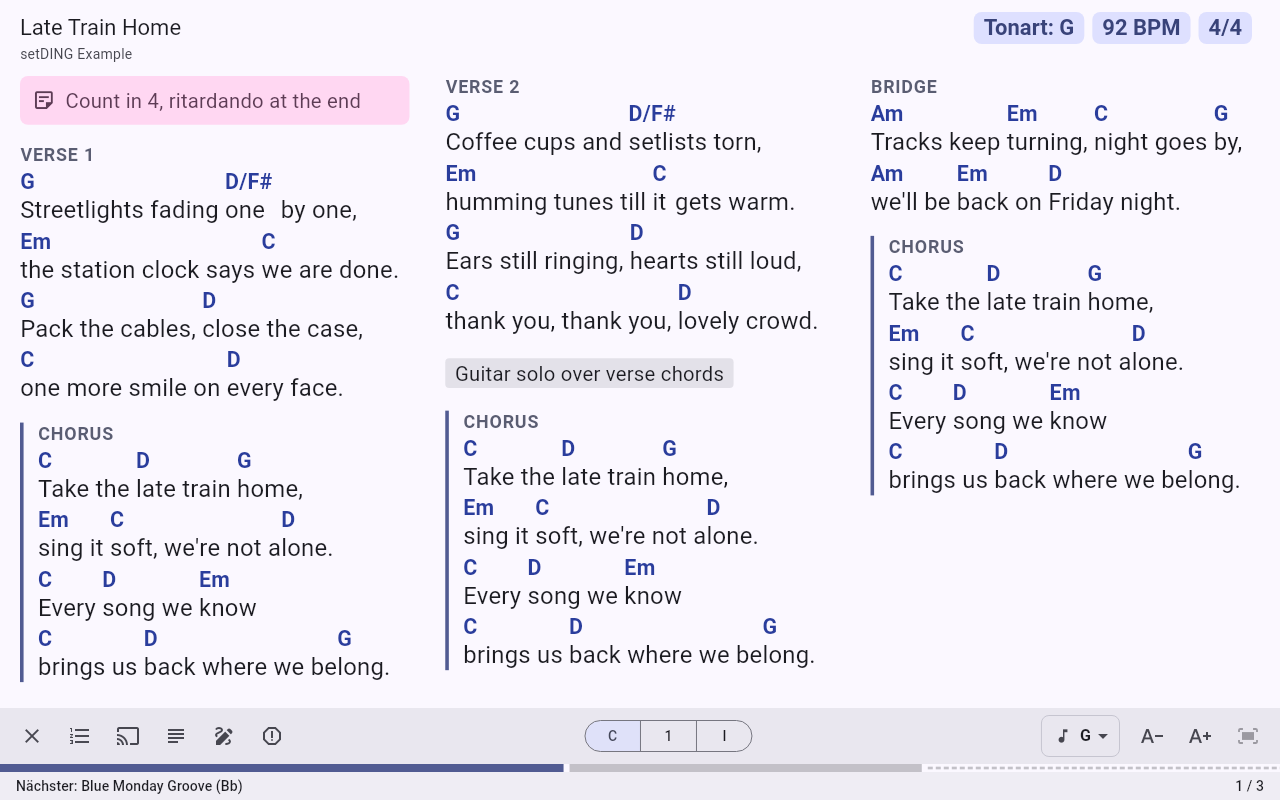 Late Train Home
setDING Example
Tonart: G
92 BPM
4/4
Count in 4, ritardando at the end
VERSE 1
G D/F#
Streetlights fading one by one,
Em C
the station clock says we are done.
G D
Pack the cables, close the case,
C D
one more smile on every face.
CHORUS
C D G
Take the late train home,
Em C D
sing it soft, we're not alone.
C D Em
Every song we know
C D G
brings us back where we belong.
VERSE 2
G D/F#
Coffee cups and setlists torn,
Em C
humming tunes till it gets warm.
G D
Ears still ringing, hearts still loud,
C D
thank you, thank you, lovely crowd.
Guitar solo over verse chords
CHORUS
C D G
Take the late train home,
Em C D
sing it soft, we're not alone.
C D Em
Every song we know
C D G
brings us back where we belong.
BRIDGE
Am Em C G
Tracks keep turning, night goes by,
Am Em D
we'll be back on Friday night.
CHORUS
C D G
Take the late train home,
Em C D
sing it soft, we're not alone.
C D Em
Every song we know
C D G
brings us back where we belong.
C 1 I
G
A− A+
Nächster: Blue Monday Groove (Bb)
1 / 3